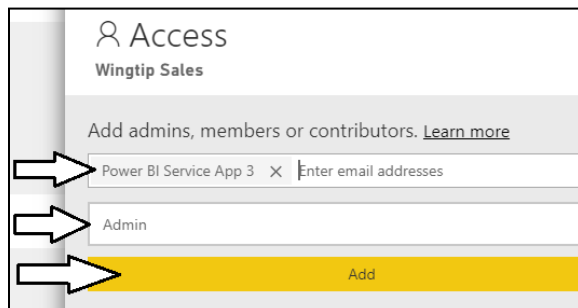 Access
Wingtip Sales
Add admins, members or contributors. Learn more
Power BI Service App 3 Enter email addresses
Admin
Add